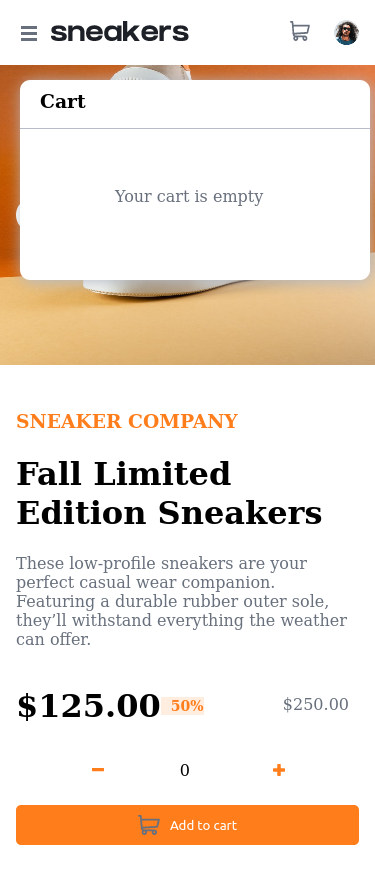 sneakers
Cart
Your cart is empty
SNEAKER COMPANY
Fall Limited
Edition Sneakers
These low-profile sneakers are your
perfect casual wear companion.
Featuring a durable rubber outer sole,
they’ll withstand everything the weather
can offer.
$125.00 50% $250.00
0
Add to cart